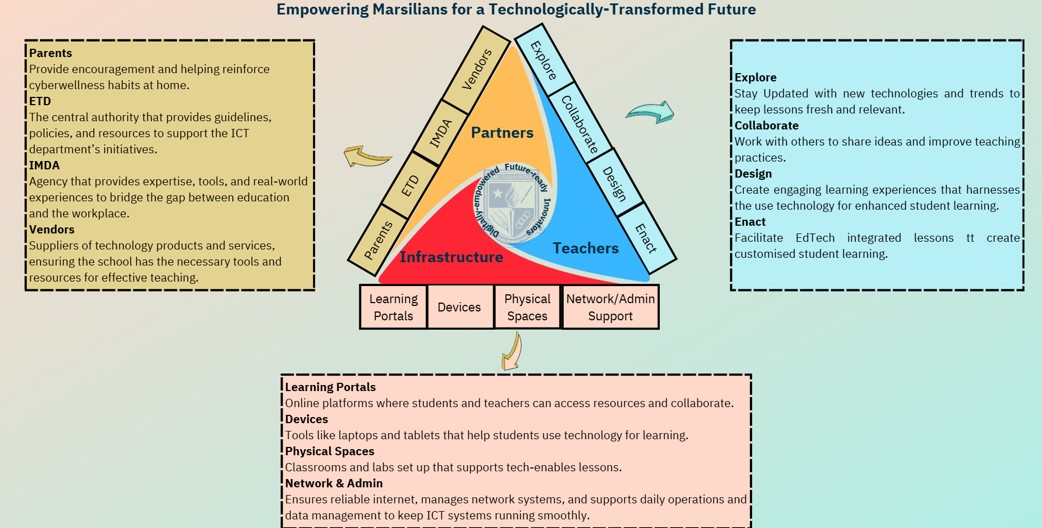 Empowering Marsilians for a Technologically-Transformed Future
Parents
Provide encouragement and helping reinforce
cyberwellness habits at home.
ETD
The central authority that provides guidelines,
policies, and resources to support the ICT
department's initiatives.
IMDA
Agency that provides expertise, tools, and real-world
experiences to bridge the gap between education
and the workplace.
Vendors
Suppliers of technology products and services,
ensuring the school has the necessary tools and
resources for effective teaching.
Vendors
IMDA
ETD
Parents
Partners
Explore
Collaborate
Design
Enact
Teachers
Infrastructure
Digitally-empowered Future-ready Innovators
Learning
Portals
Devices
Physical
Spaces
Network/Admin
Support
Explore
Stay Updated with new technologies and trends to
keep lessons fresh and relevant.
Collaborate
Work with others to share ideas and improve teaching
practices.
Design
Create engaging learning experiences that harnesses
the use technology for enhanced student learning.
Enact
Facilitate EdTech integrated lessons tt create
customised student learning.
Learning Portals
Online platforms where students and teachers can access resources and collaborate.
Devices
Tools like laptops and tablets that help students use technology for learning.
Physical Spaces
Classrooms and labs set up that supports tech-enables lessons.
Network & Admin
Ensures reliable internet, manages network systems, and supports daily operations and
data management to keep ICT systems running smoothly.